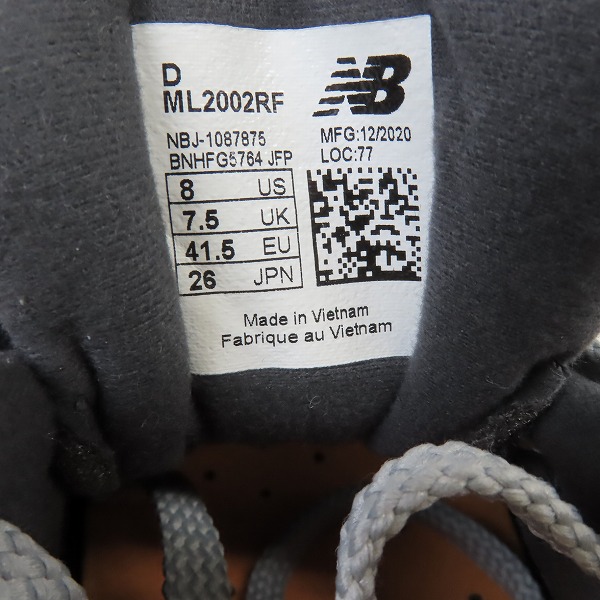 D
ML2002RF
NB
NBJ-1087875
BNHFG5764 JFP
MFG:12/2020
LOC:77
8 US
7.5 UK
41.5 EU
26 JPN
Made in Vietnam
Fabrique au Vietnam